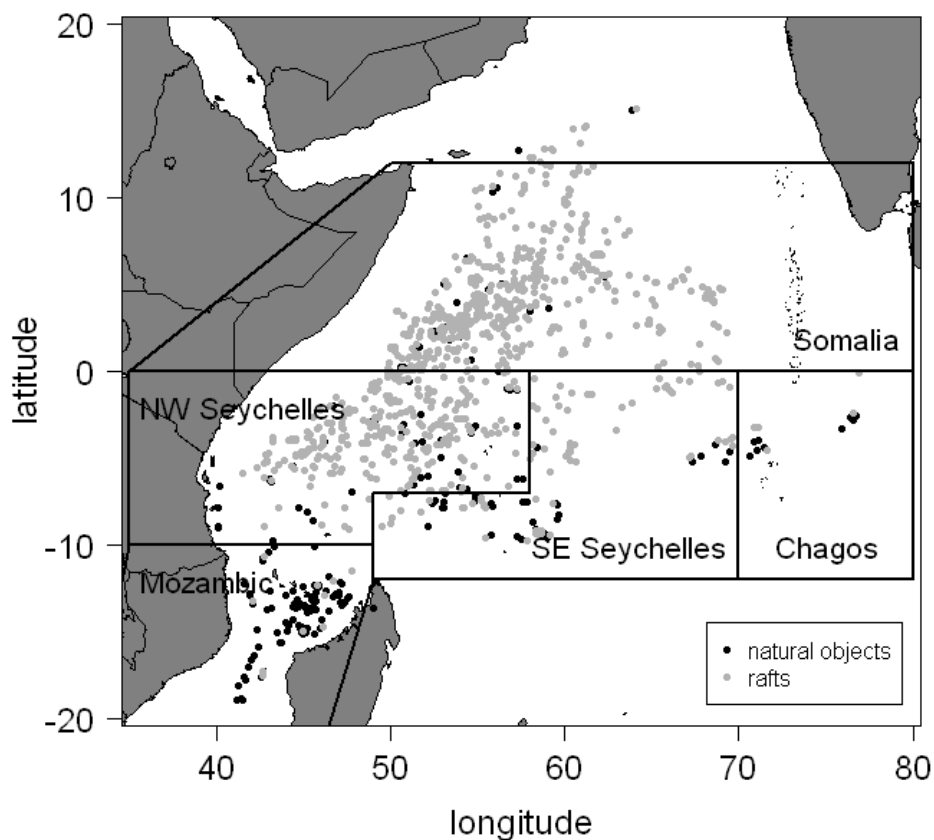 20
10
0
-10
-20
latitude
Somalia
NW Seychelles
SE Seychelles
Chagos
Mozambic
natural objects
rafts
40
50
60
70
80
longitude